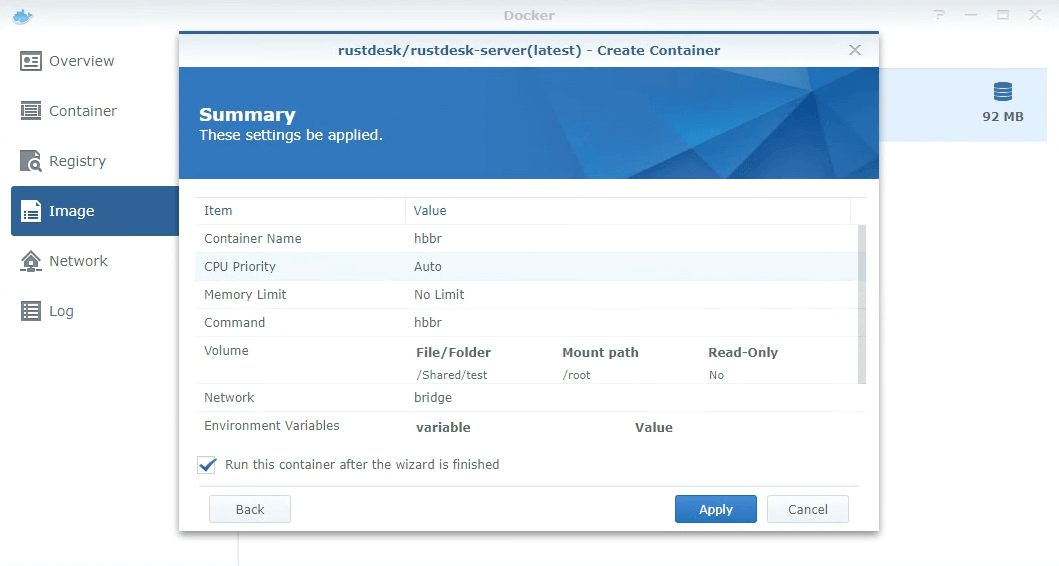 Docker
?
Overview
Container
Registry
Image
Network
Log
92 MB
rustdesk/rustdesk-server(latest) - Create Container
Summary
These settings be applied.
Item Value
Container Name hbbr
CPU Priority Auto
Memory Limit No Limit
Command hbbr
Volume File/Folder Mount path Read-Only
/Shared/test /root No
Network bridge
Environment Variables variable Value
Run this container after the wizard is finished
Back Apply Cancel